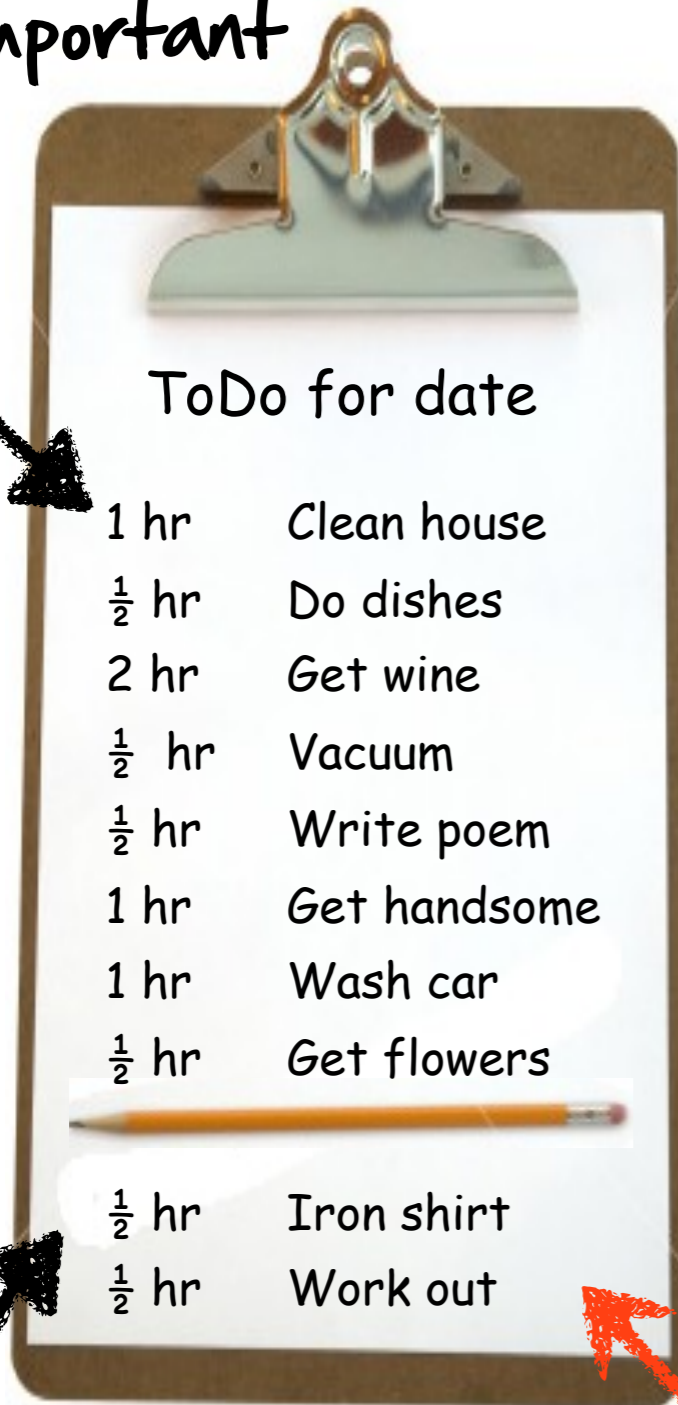 mportant
ToDo for date
1 hr Clean house
½ hr Do dishes
2 hr Get wine
½ hr Vacuum
½ hr Write poem
1 hr Get handsome
1 hr Wash car
½ hr Get flowers
½ hr Iron shirt
½ hr Work out